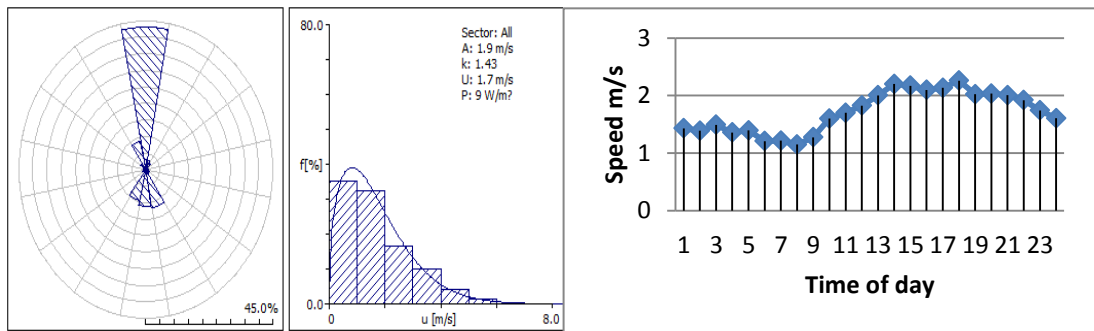 45.0%
80.0
Sector: All
A: 1.9 m/s
k: 1.43
U: 1.7 m/s
P: 9 W/m?
f[%]
0.0
0 u [m/s] 8.0
Speed m/s
3
2
1
0
1 3 5 7 9 11 13 15 17 19 21 23
Time of day